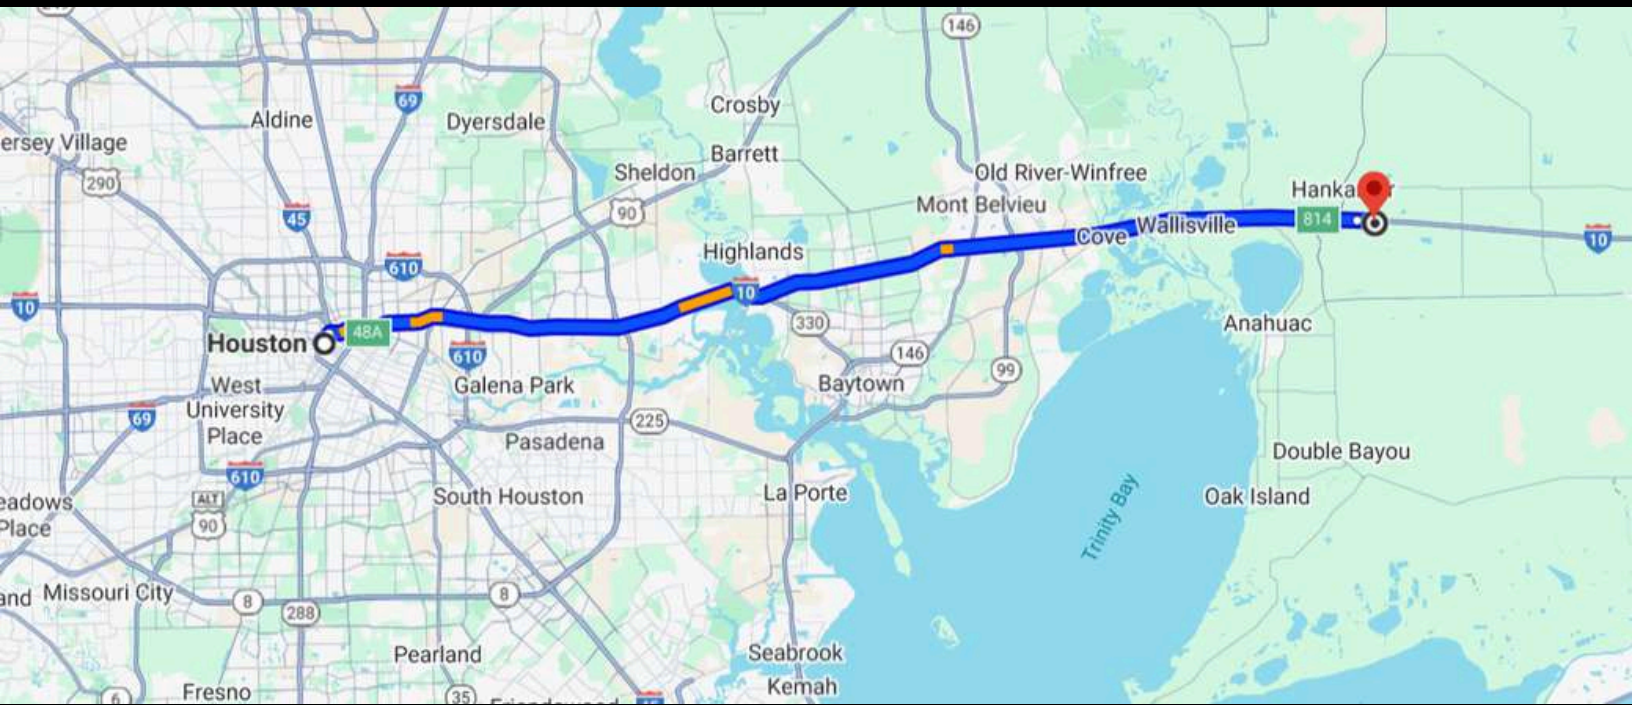 146
69
Crosby
Aldine
Dyersdale
ersey Village
Barrett
Sheldon
Old River-Winfree
290
Hanka
90
45
Mont Belvieu
814
Wallisville
Cove
10
Highlands
610
10
10
330
Anahuac
48A
Houston
610
146
99
West
University
Place
Galena Park
Baytown
69
225
Pasadena
Double Bayou
610
La Porte
South Houston
Oak Island
ALT
90
eadows
Place
Trinity Bay
and
Missouri City
8
8
288
Pearland
Seabrook
Kemah
Fresno
6
35